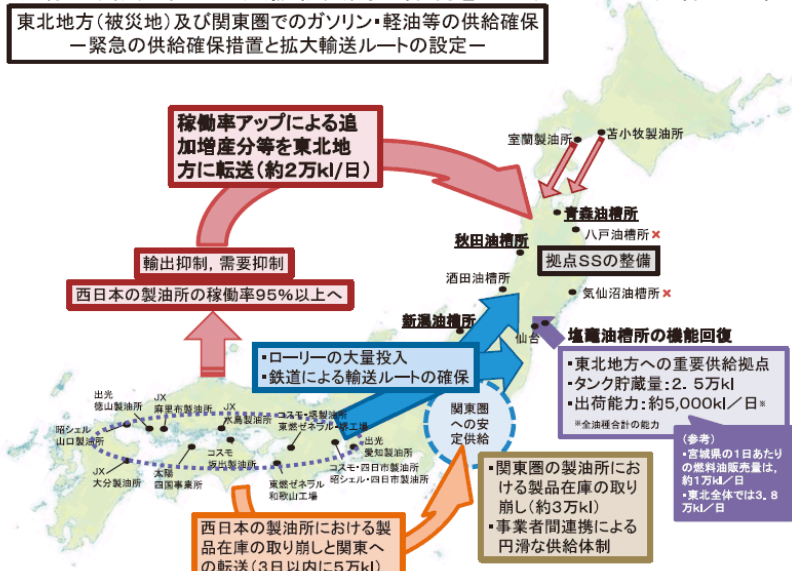 東北地方(被災地)及び関東圏でのガソリン・軽油等の供給確保
－緊急の供給確保措置と拡大輸送ルートの設定－
稼働率アップによる追
加増産分等を東北地
方に転送(約2万kl/日)
室蘭製油所
苫小牧製油所
青森油槽所
八戸油槽所×
秋田油槽所
拠点SSの整備
輸出抑制，需要抑制
酒田油槽所
西日本の製油所の稼働率95%以上へ
気仙沼油槽所×
新潟油槽所
仙台
塩竈油槽所の機能回復
・ローリーの大量投入
・鉄道による輸送ルートの確保
・東北地方への重要供給拠点
・タンク貯蔵量：2．5万kl
・出荷能力：約5,000kl／日※
※全油種合計の能力
(参考)
・宮城県の1日あたり
の燃料油販売量は，
約1万kl／日
・東北全体では3．8
万kl／日
関東圏
への安
定供給
出光
徳山製油所
JX
麻里布製油所
JX
水島製油所
コスモ・堺製油所
東燃ゼネラル・堺工場
昭シェル
山口製油所
出光
愛知製油所
コスモ
坂出製油所
コスモ・四日市製油所
昭シェル・四日市製油所
JX
大分製油所
太陽
四国事業所
東燃ゼネラル
和歌山工場
・関東圏の製油所にお
ける製品在庫の取り
崩し(約3万kl)
・事業者間連携による
円滑な供給体制
西日本の製油所における製
品在庫の取り崩しと関東へ
の転送(3日以内に5万kl)